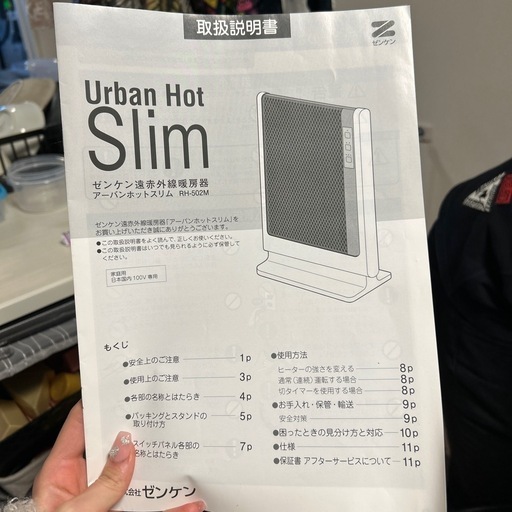 取扱説明書
ゼンケン
Urban Hot
Slim
ゼンケン遠赤外線暖房器
アーバンホットスリム RH-502M
ゼンケン遠赤外線暖房器「アーバンホットスリム」を
お買い上げいただき誠にありがとうございます。
●この取扱説明書をよく読んで、正しくお使いください。
●この取扱説明書はいつでも見られるように必ず保管して
ください。
家庭用
日本国内100V専用
もくじ
●安全上のご注意 1p
●使用上のご注意 3p
●各部の名称とはたらき 4p
●パッキングとスタンドの
取り付け方 5p
スイッチパネル各部の
名称とはたらき 7p
●使用方法
ヒーターの強さを変える 8p
通常(連続)運転する場合 8p
切タイマーを使用する場合 8p
●お手入れ・保管・輸送 9p
安全対策 9p
●困ったときの見分け方と対応 10p
●仕様 11p
●保証書 アフターサービスについて 11p
式会社ゼンケン